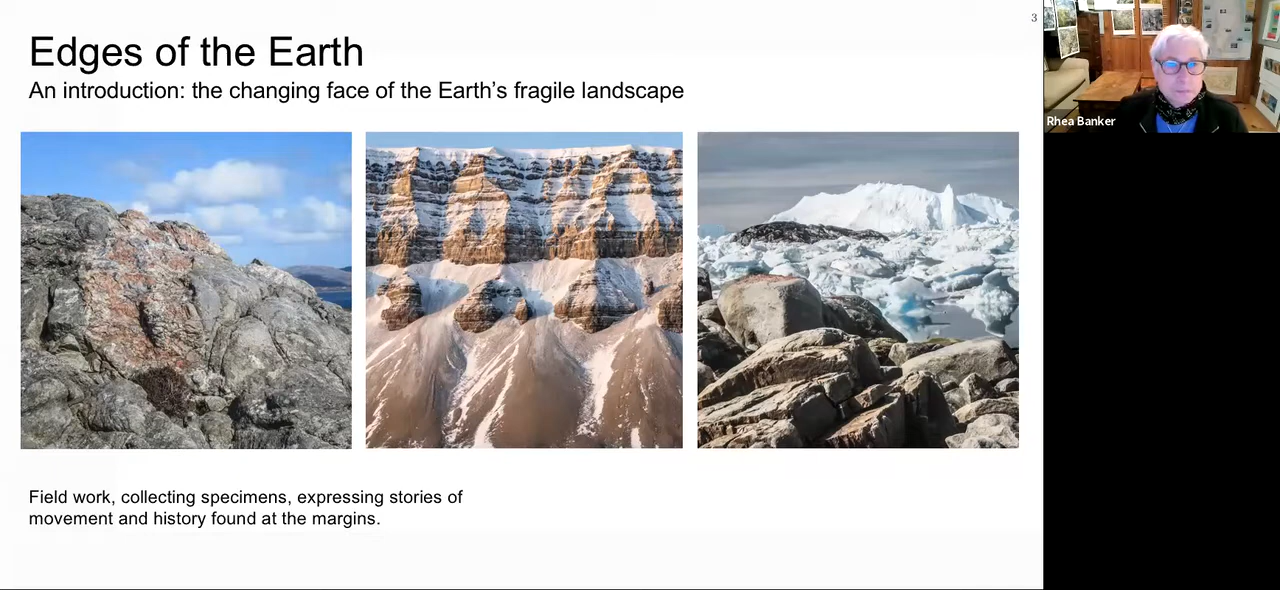 3
Edges of the Earth
An introduction: the changing face of the Earth’s fragile landscape
Rhea Banker
Field work, collecting specimens, expressing stories of
movement and history found at the margins.